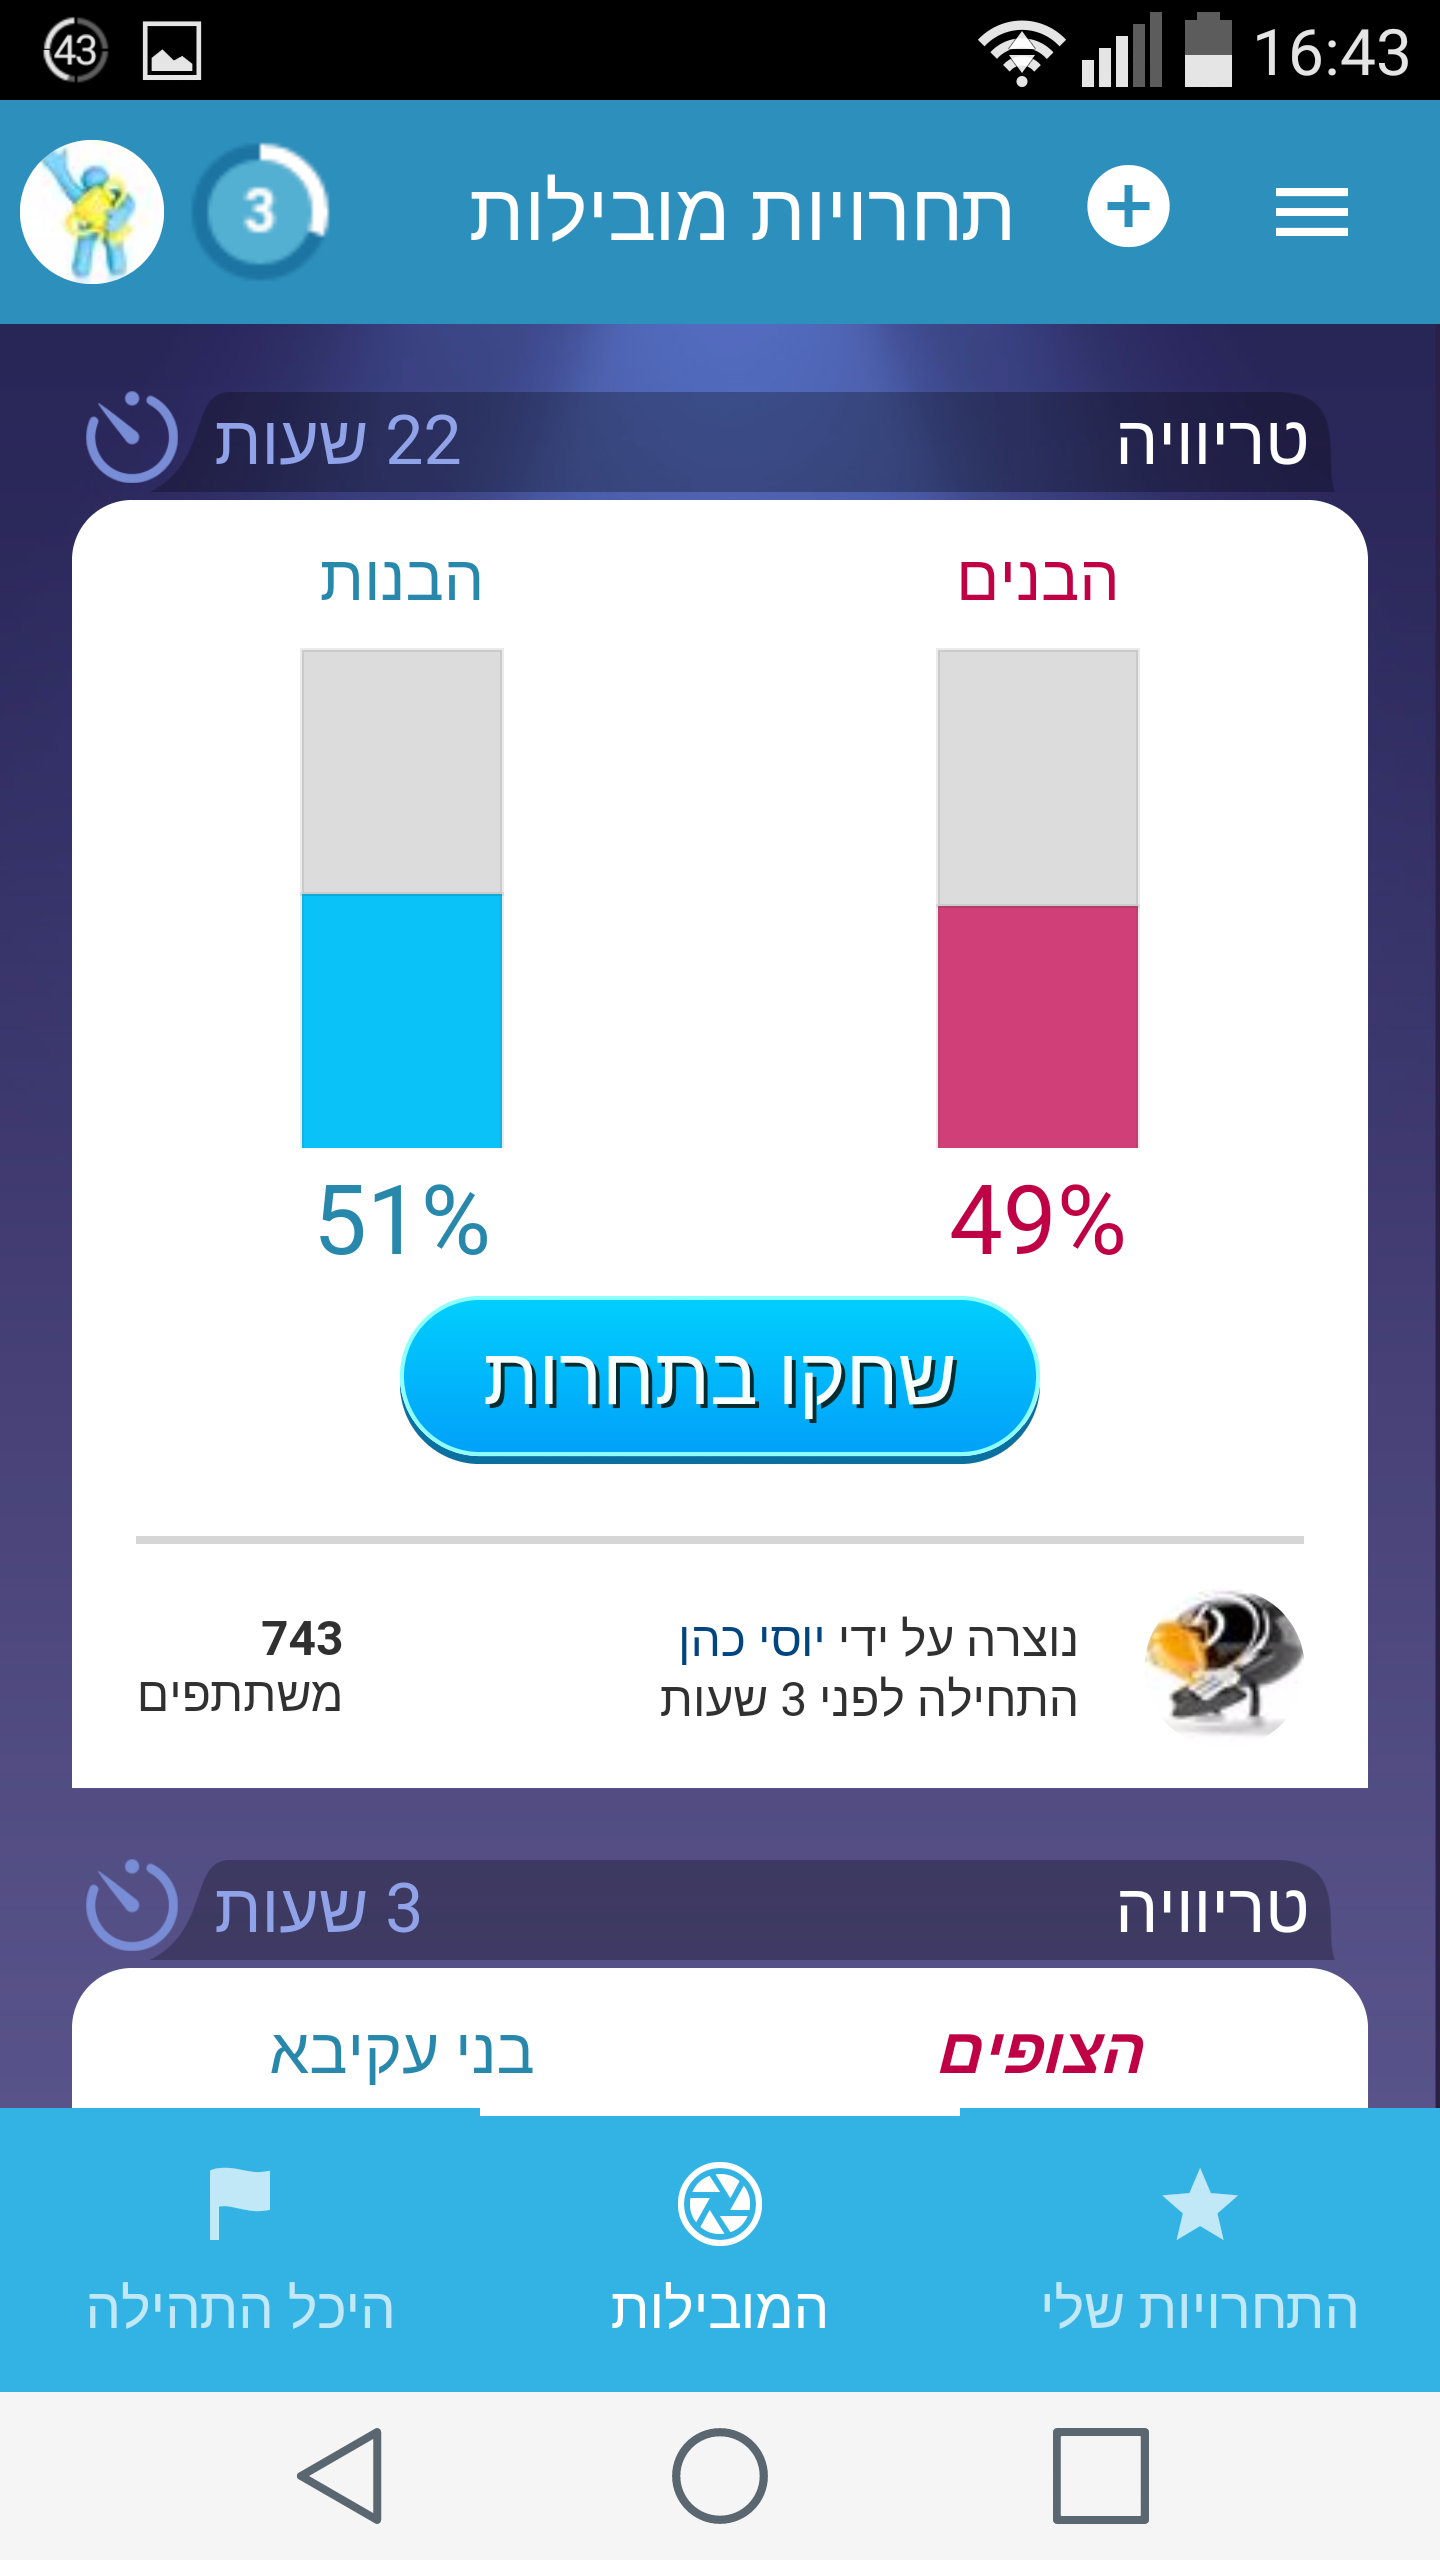 43
16:43
תחרויות מובילות
3
טריוויה
22 שעות
הבנים
הבנות
49%
51%
שחקו בתחרות
נוצרה על ידי יוסי כהן
התחילה לפני 3 שעות
743
משתתפים
טריוויה
3 שעות
הצופים
בני עקיבא
התחרויות שלי
המובילות
היכל התהילה